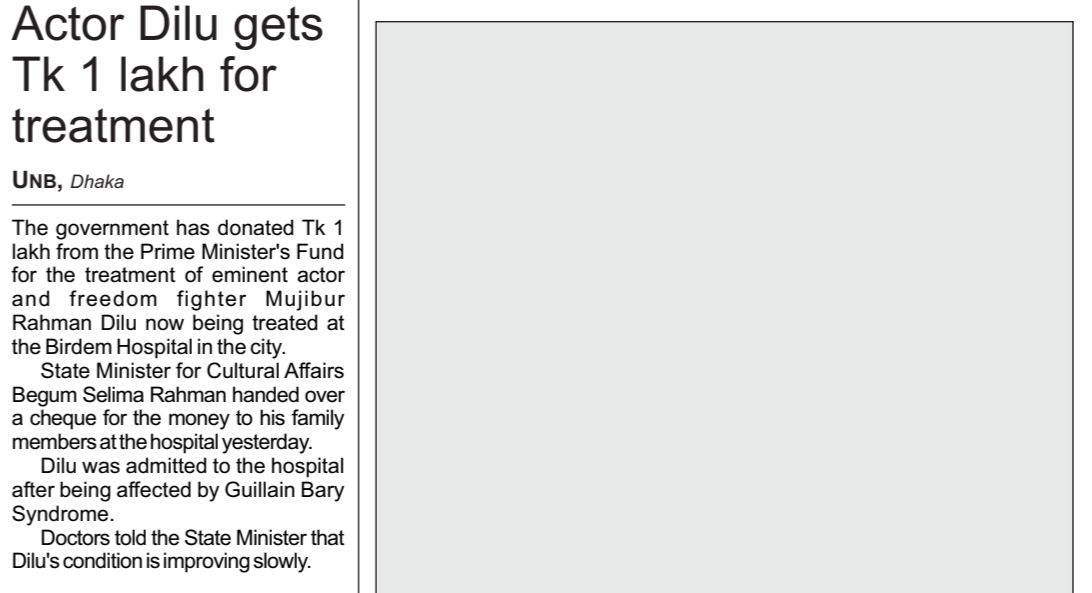 Actor Dilu gets
Tk 1 lakh for
treatment
UNB, Dhaka
The government has donated Tk 1
lakh from the Prime Minister's Fund
for the treatment of eminent actor
and freedom fighter Mujibur
Rahman Dilu now being treated at
the Birdem Hospital in the city.
State Minister for Cultural Affairs
Begum Selima Rahman handed over
a cheque for the money to his family
members at the hospital yesterday.
Dilu was admitted to the hospital
after being affected by Guillain Bary
Syndrome.
Doctors told the State Minister that
Dilu's condition is improving slowly.